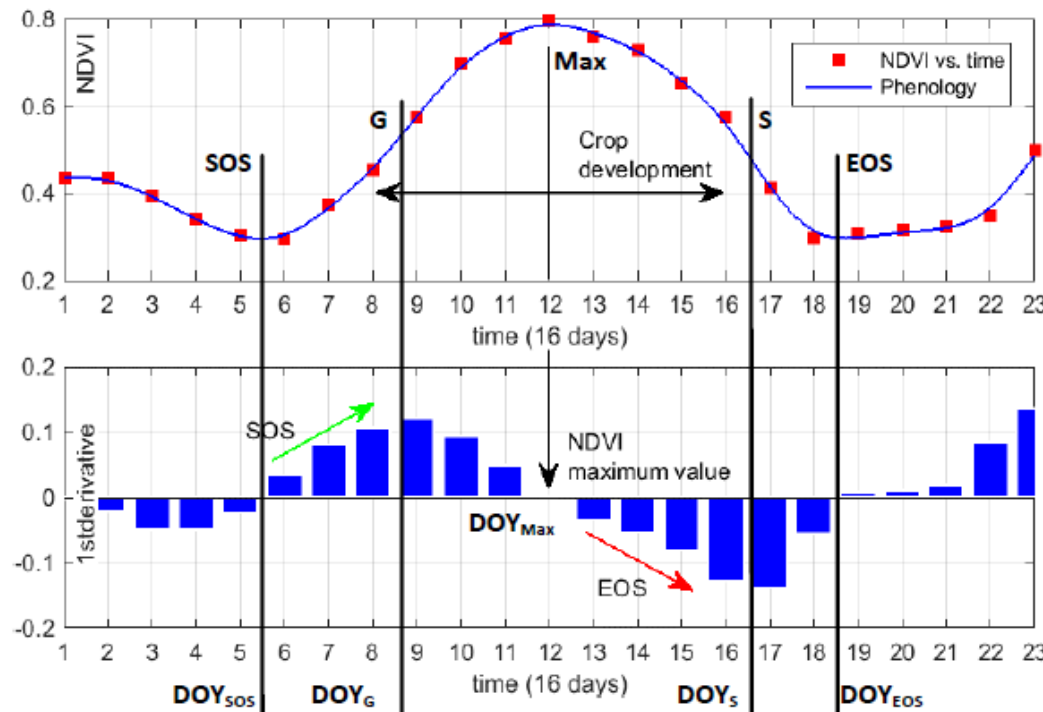 0.8
0.6
0.4
0.2
NDVI
SOS
G
Max
S
EOS
Crop
development
NDVI vs. time
Phenology
1 2 3 4 5 6 7 8 9 10 11 12 13 14 15 16 17 18 19 20 21 22 23
time (16 days)
0.2
0.1
0
-0.1
-0.2
1stderivative
SOS
NDVI
maximum value
DOYMax
EOS
1 2 3 4 5 6 7 8 9 10 11 12 13 14 15 16 17 18 19 20 21 22 23
time (16 days)
DOYSOS
DOYG
DOYS
DOYEOS